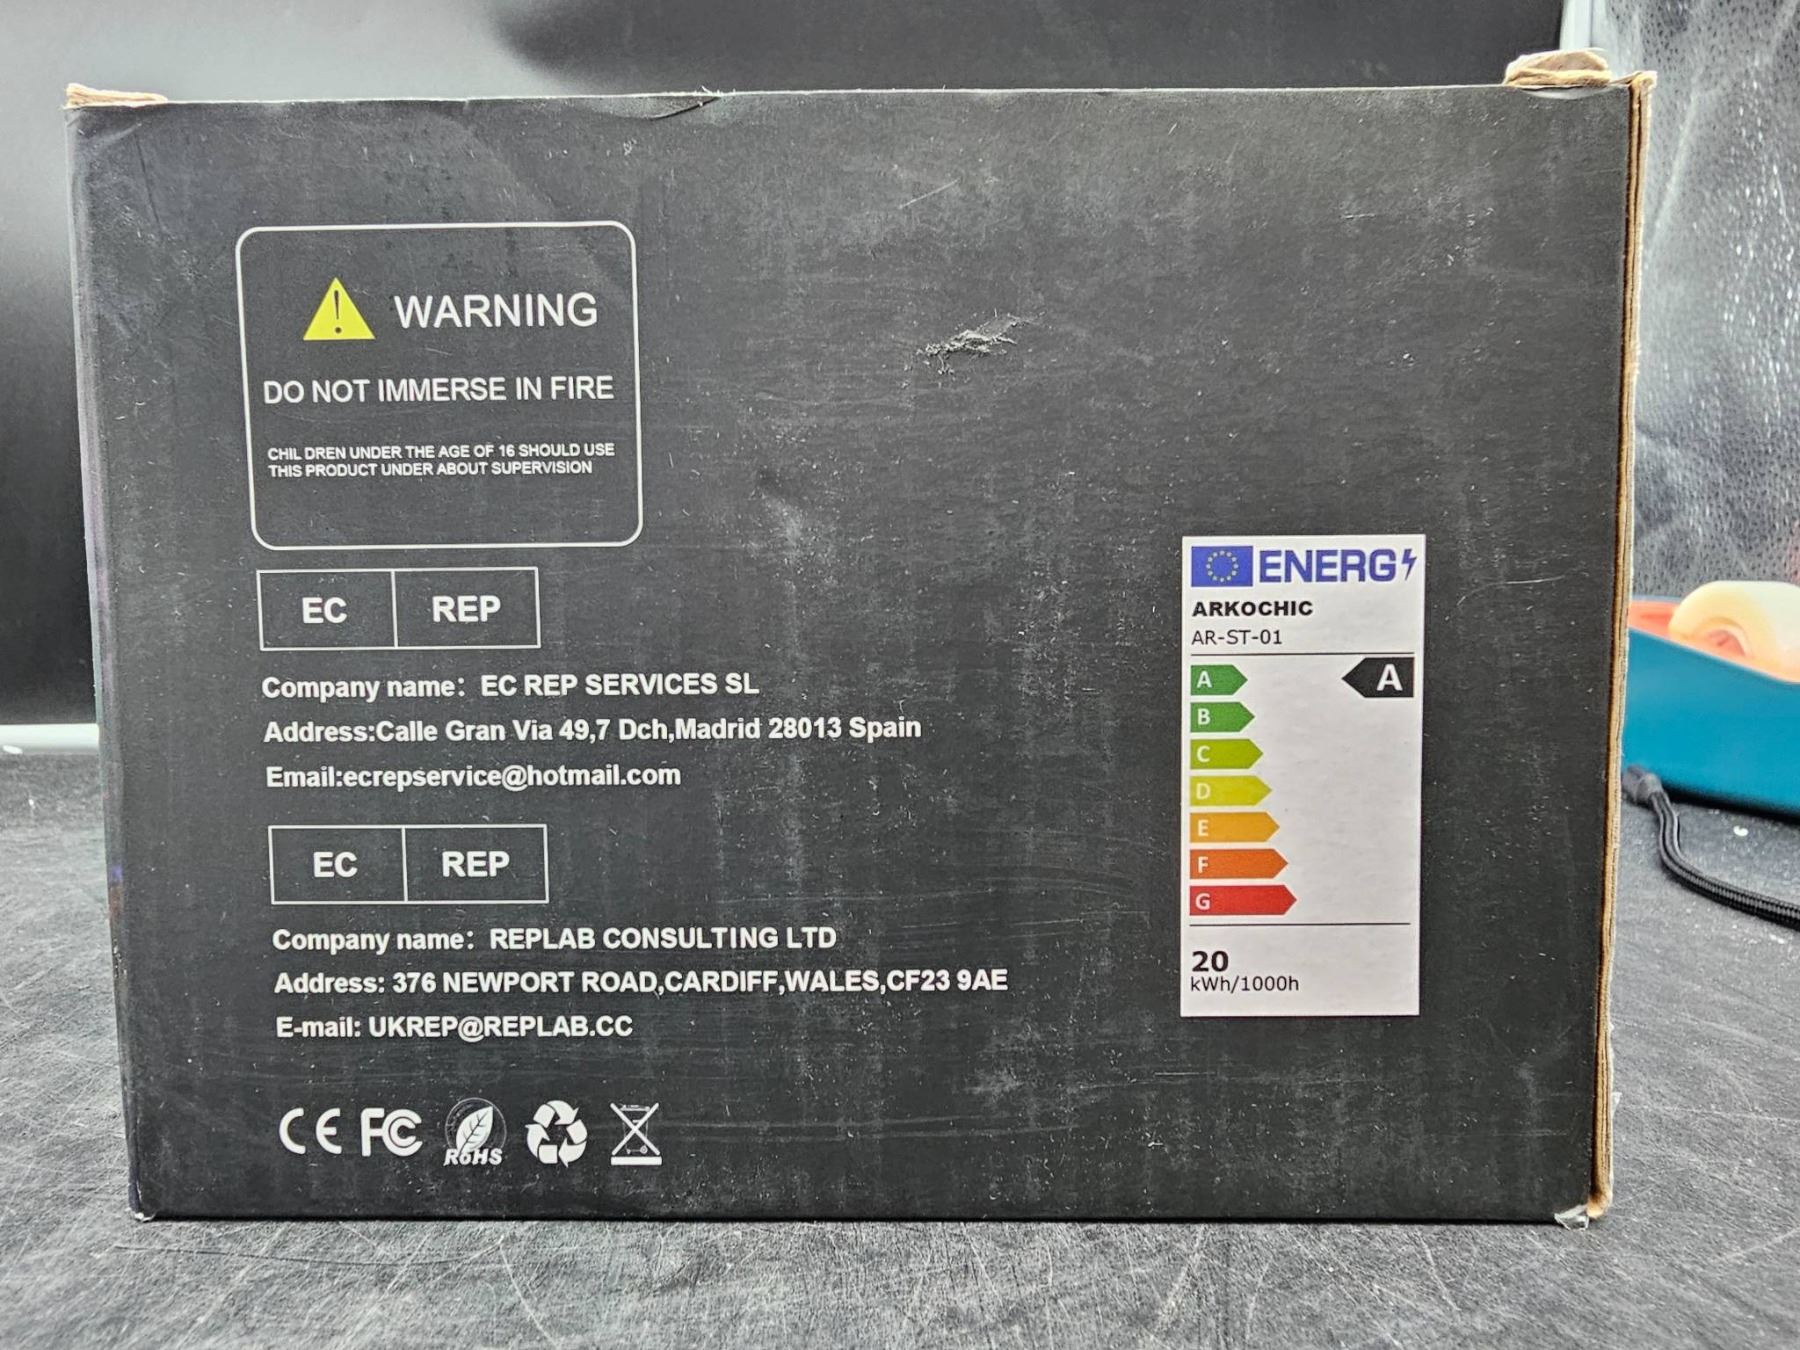 WARNING
DO NOT IMMERSE IN FIRE
CHIL DREN UNDER THE AGE OF 16 SHOULD USE
THIS PRODUCT UNDER ABOUT SUPERVISION
EC REP
Company name: EC REP SERVICES SL
Address:Calle Gran Via 49,7 Dch,Madrid 28013 Spain
Email:ecrepservice@hotmail.com
EC REP
Company name: REPLAB CONSULTING LTD
Address: 376 NEWPORT ROAD,CARDIFF,WALES,CF23 9AE
E-mail: UKREP@REPLAB.CC
CE FC RoHS
ENERG
ARKOCHIC
AR-ST-01
A A
B
C
D
E
F
G
20
kWh/1000h